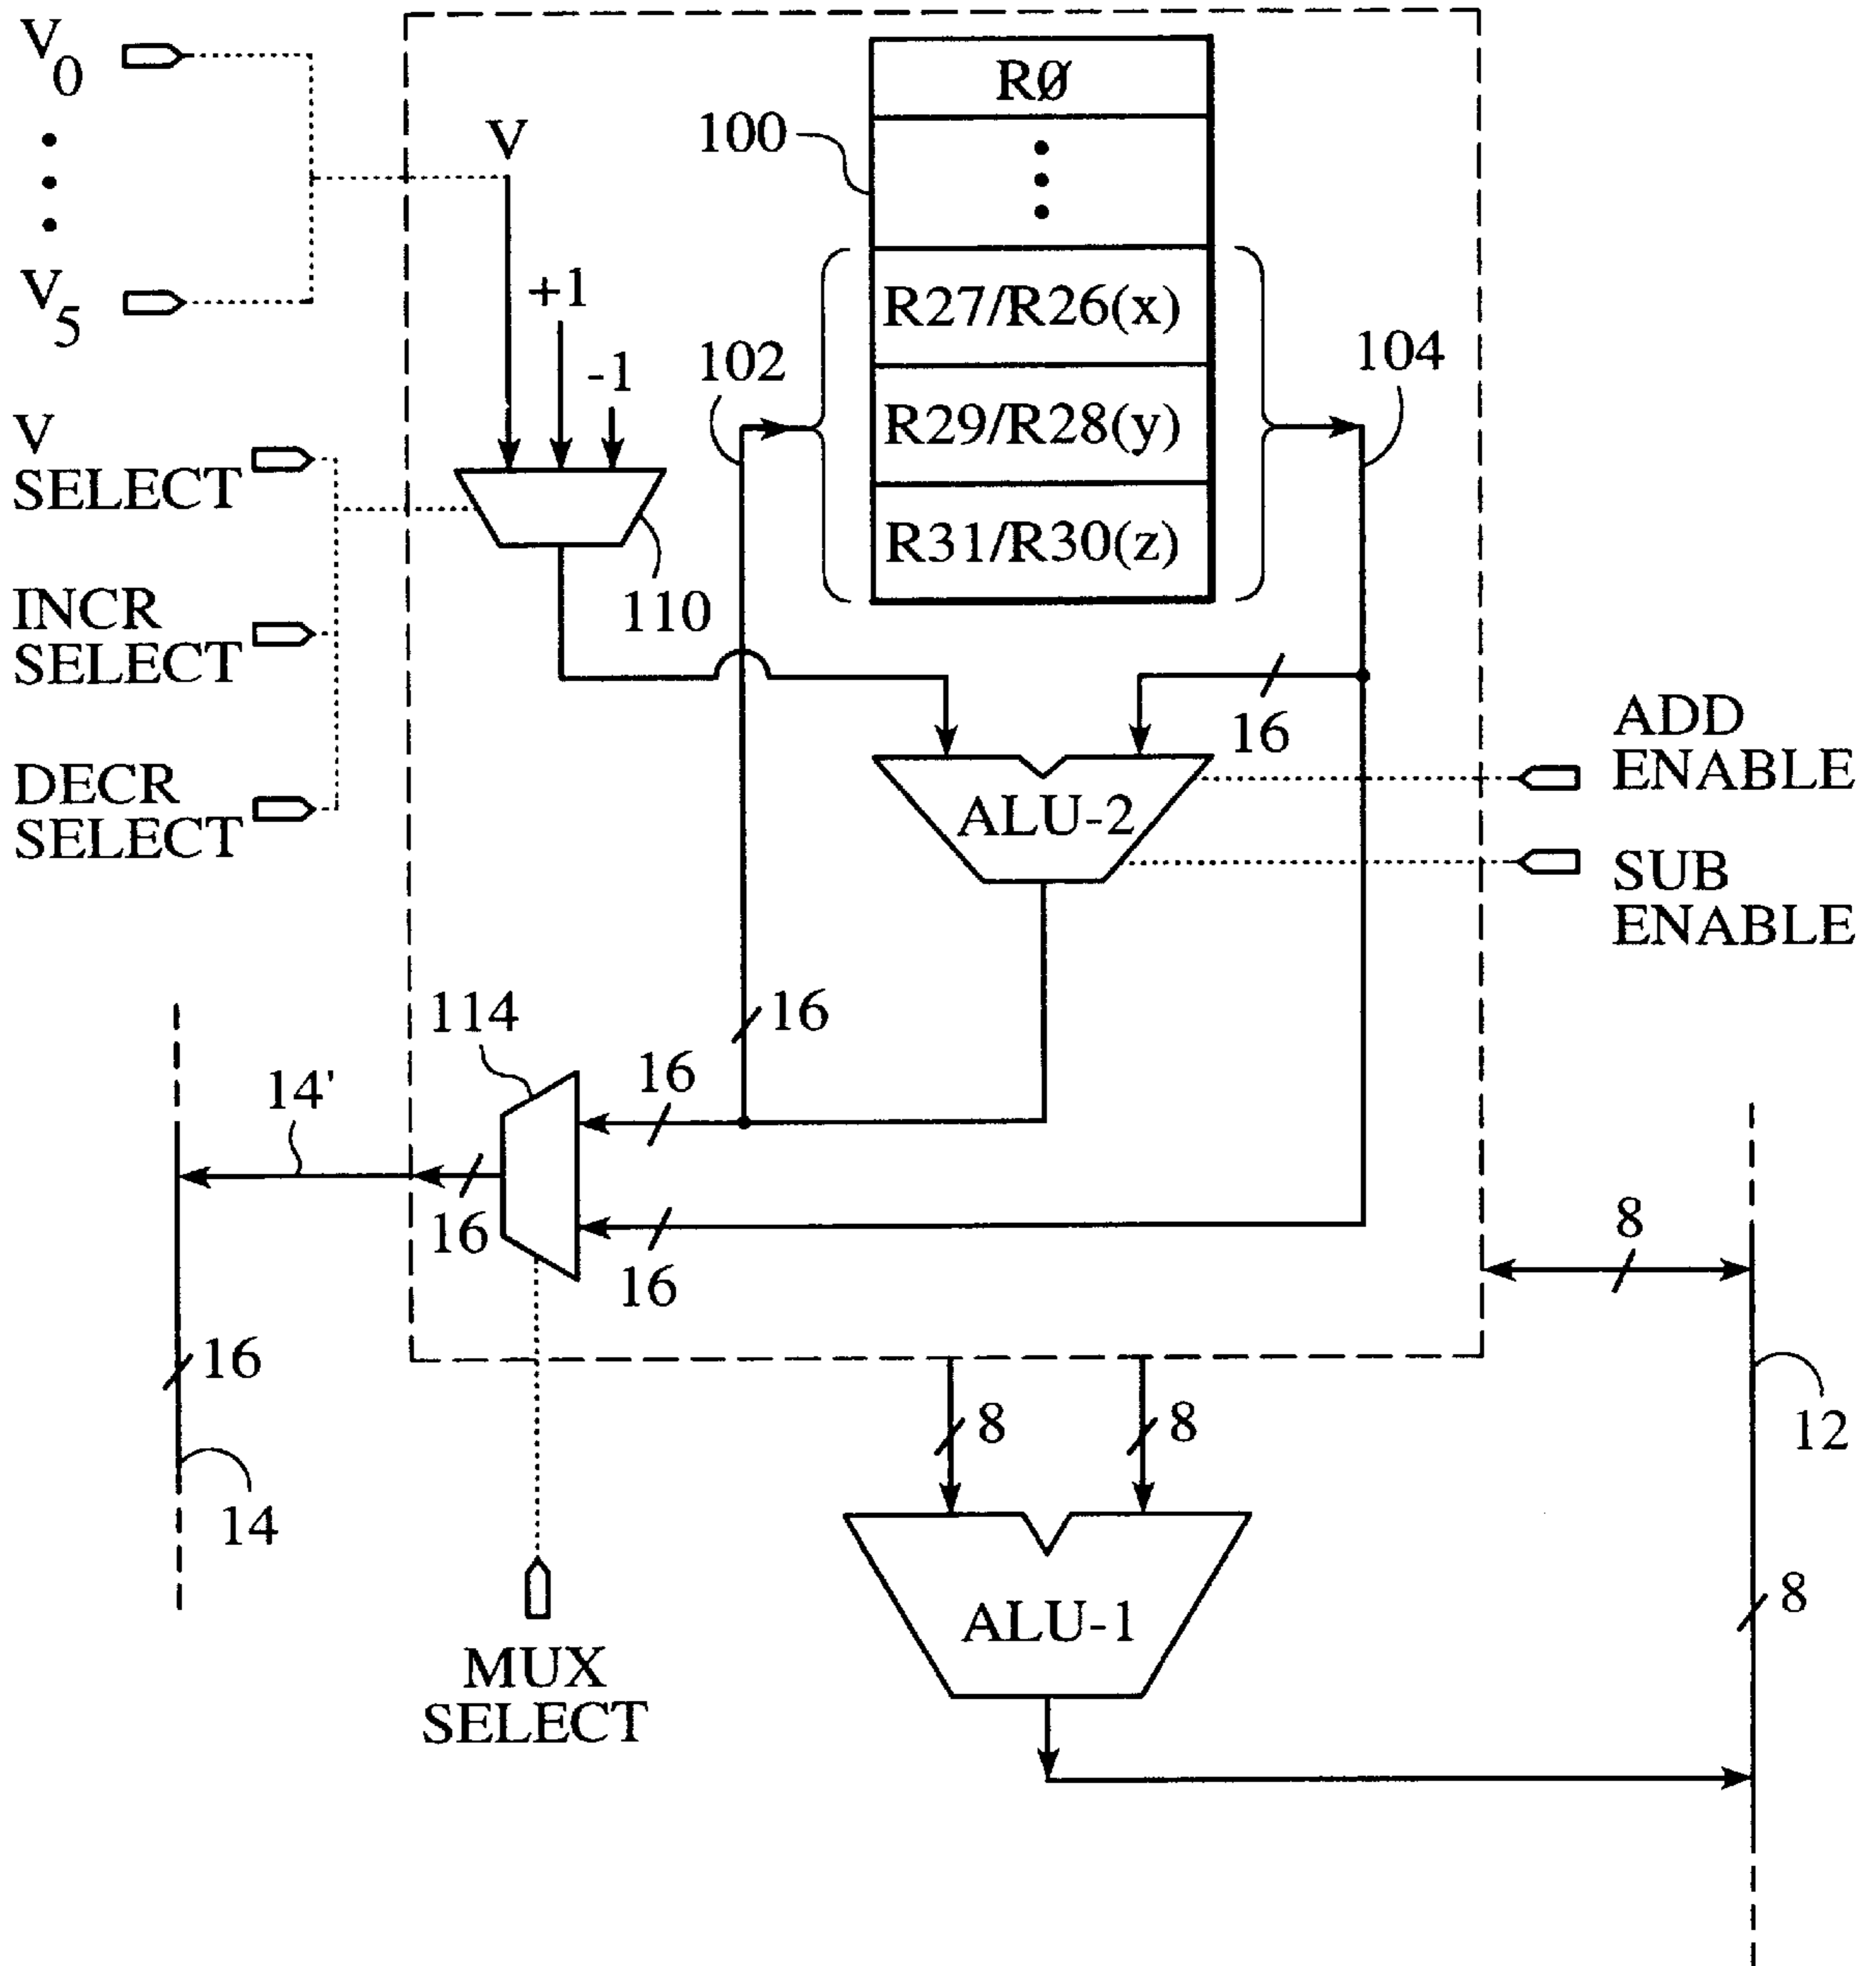 V0
V5
V
+1
-1
V
SELECT
INCR
SELECT
DECR
SELECT
110
102
100
RØ
R27/R26(x)
R29/R28(y)
R31/R30(z)
104
16
ALU-2
ADD
ENABLE
SUB
ENABLE
16
114
16
14'
16
16
16
14
8
12
8
8
8
ALU-1
MUX
SELECT